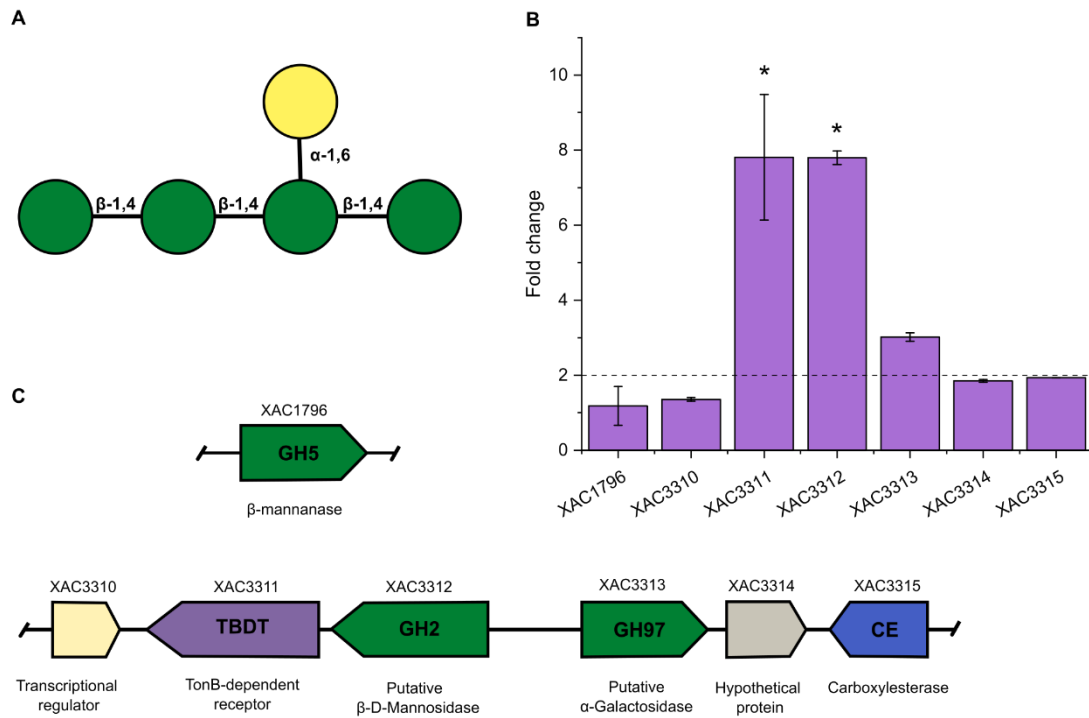 A
α-1,6
β-1,4 β-1,4 β-1,4
B
Fold change
10
8
6
4
2
0
*
*
XAC1796
XAC3310
XAC3311
XAC3312
XAC3313
XAC3314
XAC3315
C
XAC1796
GH5
β-mannanase
XAC3310 XAC3311 XAC3312 XAC3313 XAC3314 XAC3315
TBDT GH2 GH97 CE
Transcriptional
regulator
TonB-dependent
receptor
Putative
β-D-Mannosidase
Putative
α-Galactosidase
Hypothetical
protein
Carboxylesterase